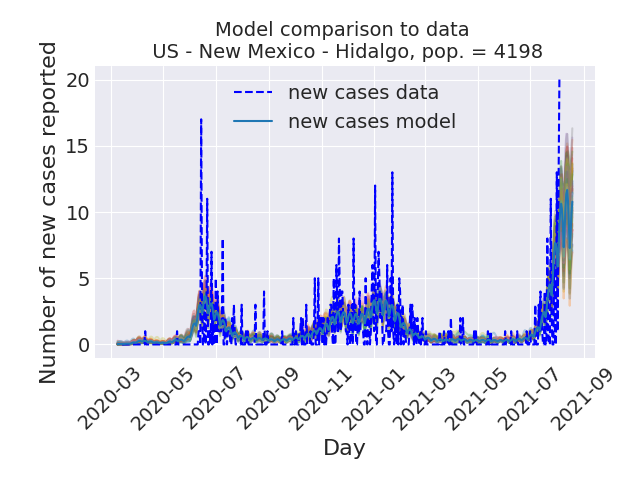 Model comparison to data
US - New Mexico - Hidalgo, pop. = 4198
new cases data
new cases model
Number of new cases reported
20
15
10
5
0
2020-03
2020-05
2020-07
2020-09
2020-11
2021-01
2021-03
2021-05
2021-07
2021-09
Day